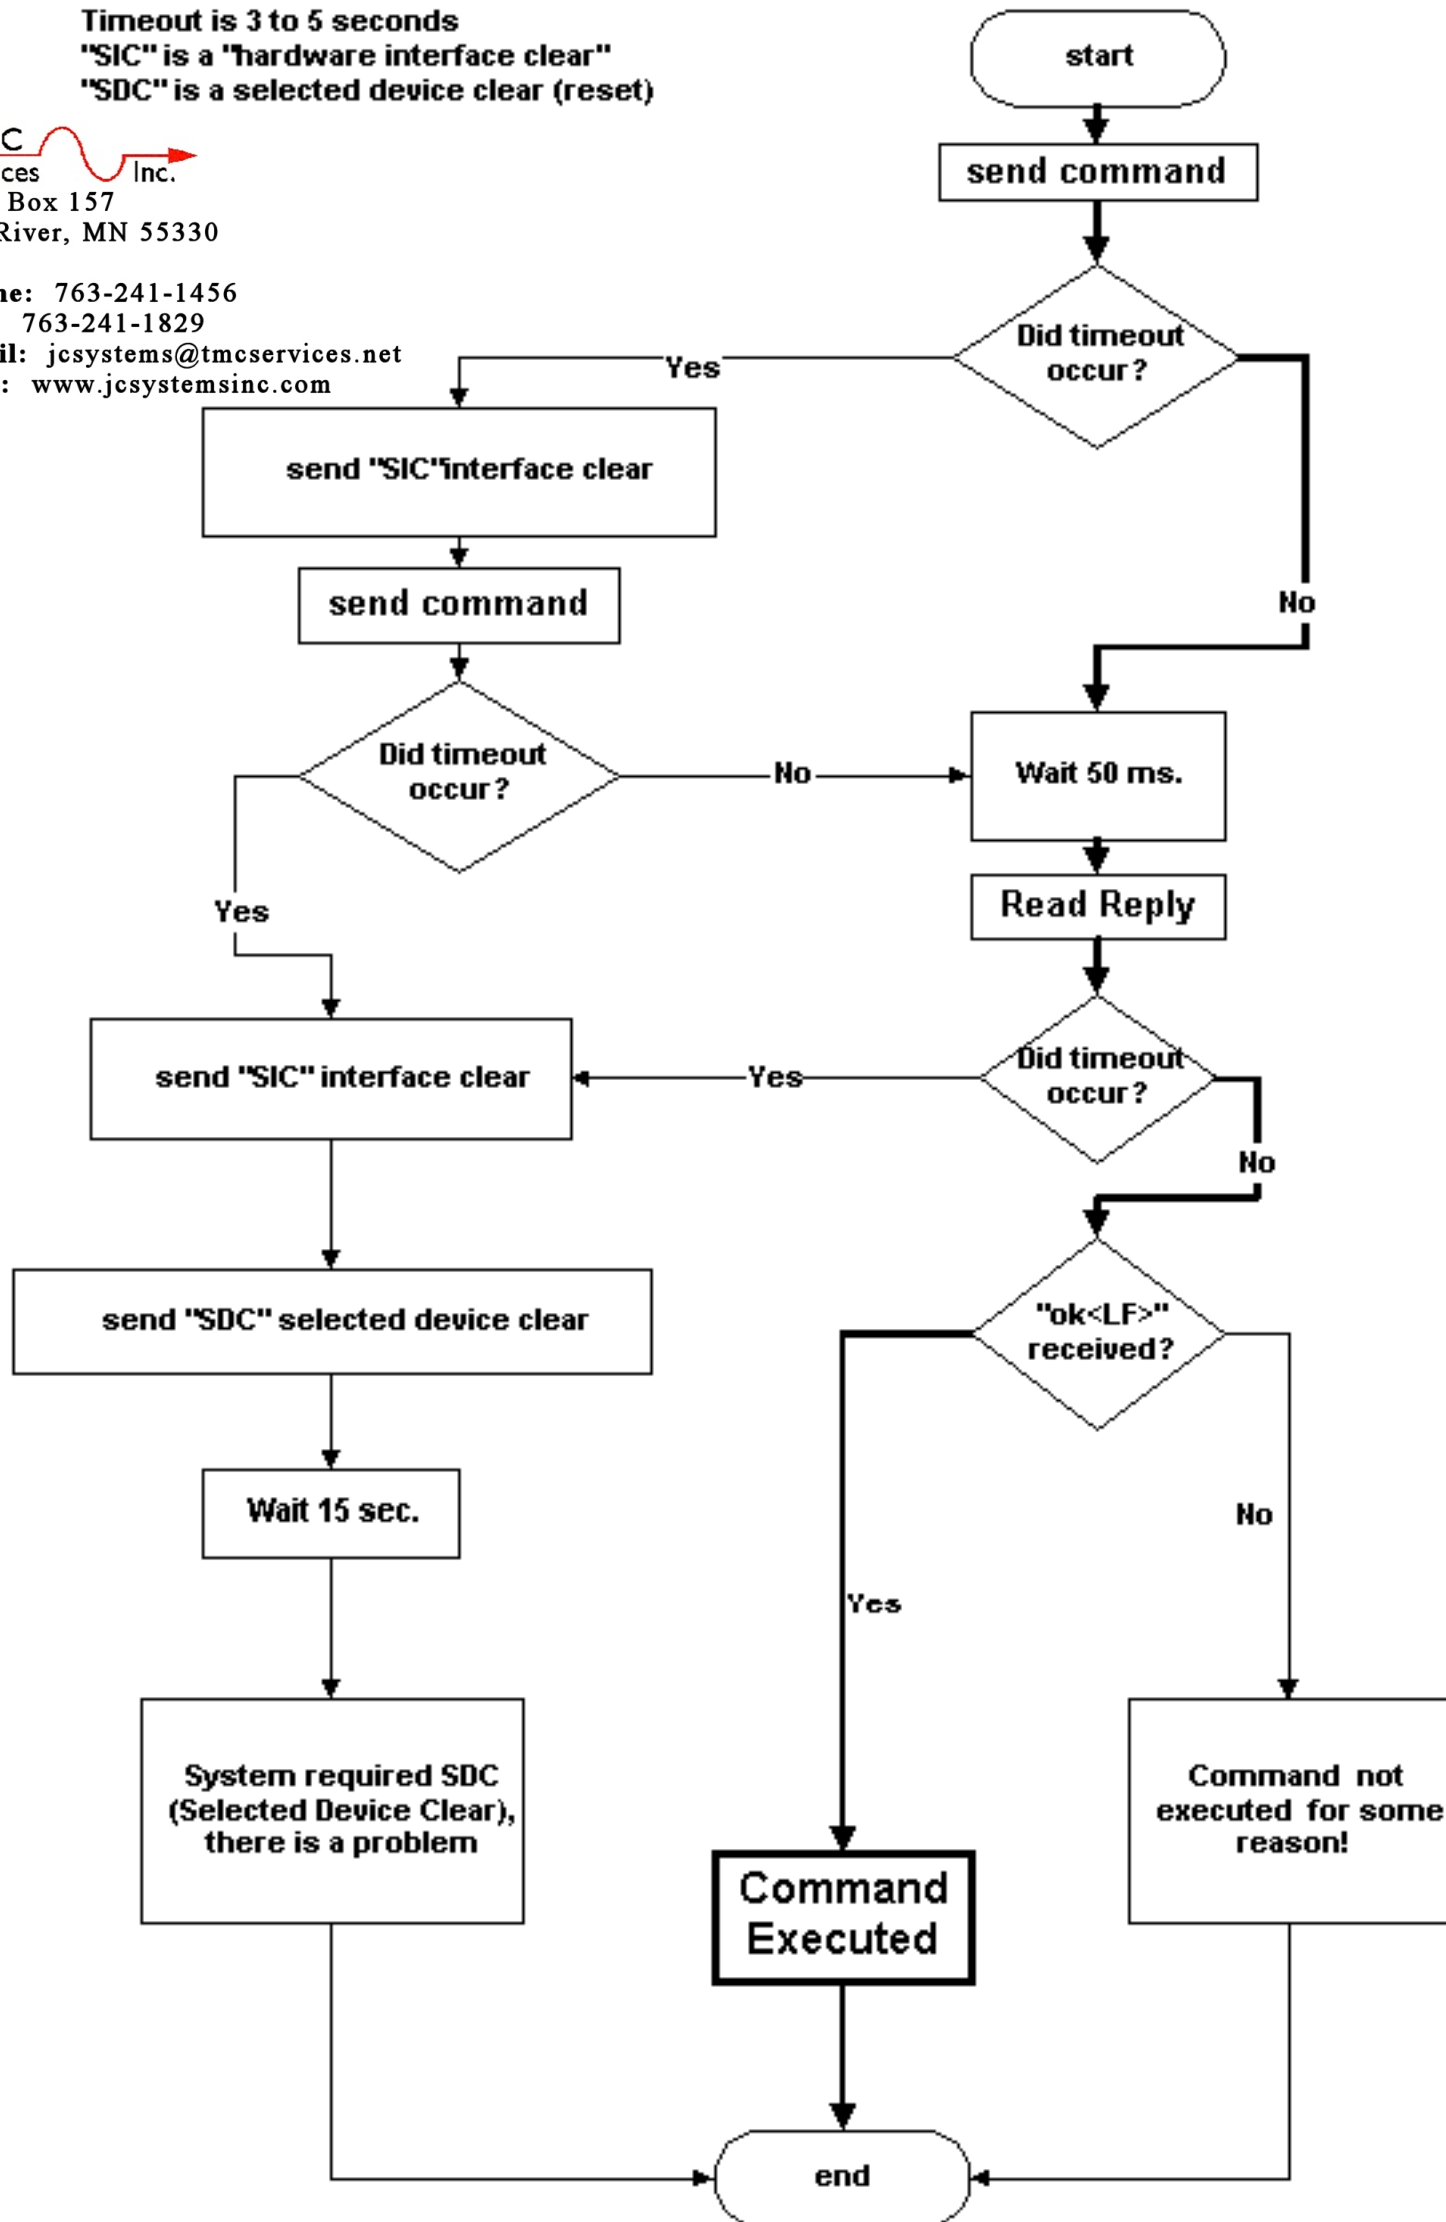 Timeout is 3 to 5 seconds
"SIC" is a "hardware interface clear"
"SDC" is a selected device clear (reset)
C
ces Inc.
Box 157
River, MN 55330
ne: 763-241-1456
763-241-1829
il: jcsystems@tmcservices.net
: www.jcsystemsinc.com
start
send command
Did timeout
occur?
Yes
No
send "SIC"interface clear
send command
Did timeout
occur?
No
Yes
Wait 50 ms.
Read Reply
Did timeout
occur?
Yes
No
send "SIC" interface clear
send "SDC" selected device clear
"ok<LF>"
received?
No
Yes
Wait 15 sec.
System required SDC
(Selected Device Clear),
there is a problem
Command not
executed for some
reason!
Command
Executed
end